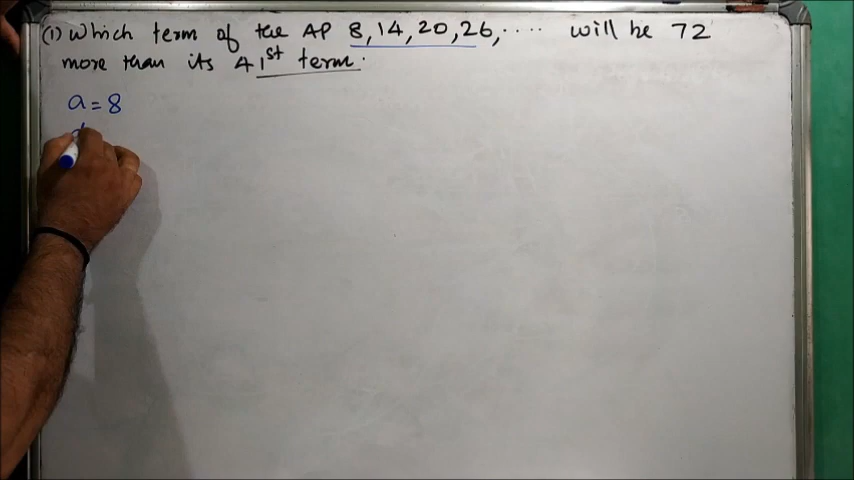 (1) Which term of the AP 8,14,20,26,.... will be 72
more than its 41st term.
a = 8
d